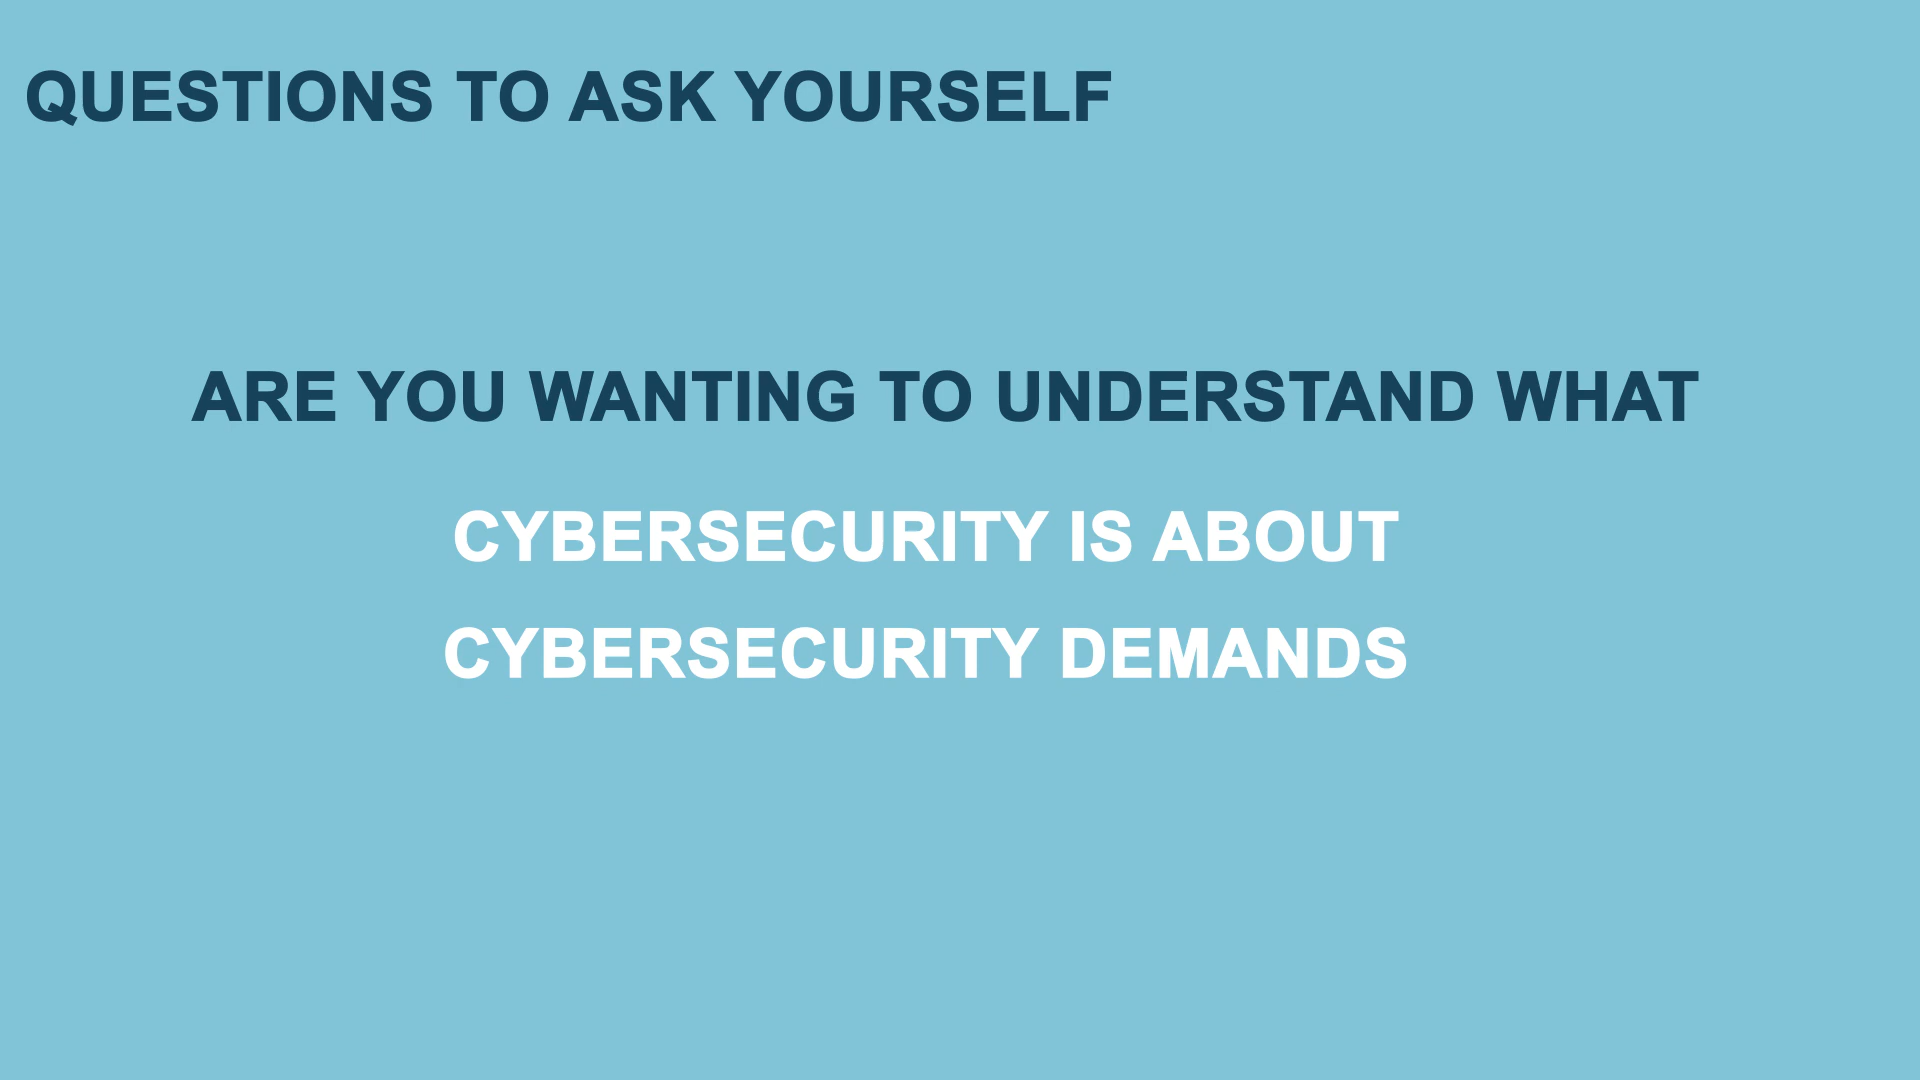 QUESTIONS TO ASK YOURSELF
ARE YOU WANTING TO UNDERSTAND WHAT
CYBERSECURITY IS ABOUT
CYBERSECURITY DEMANDS